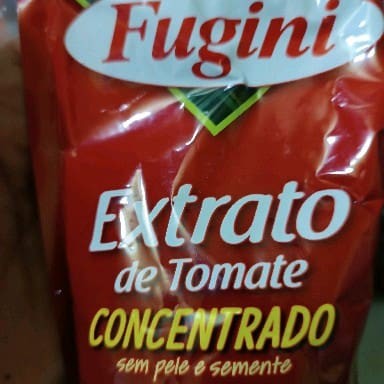 Fugini
Extrato
de Tomate
CONCENTRADO
sem pele e semente